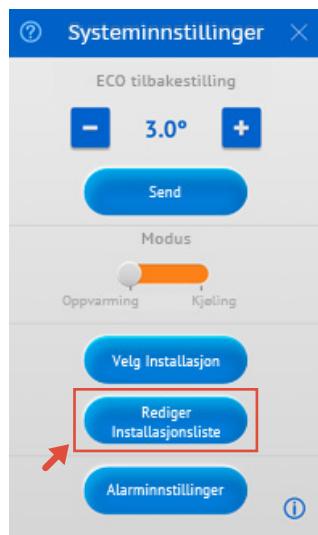 Systeminnstillinger
ECO tilbakestilling
3.0°
Send
Modus
Oppvarming Kjøling
Velg Installasjon
Rediger
Installasjonsliste
Alarminnstillinger